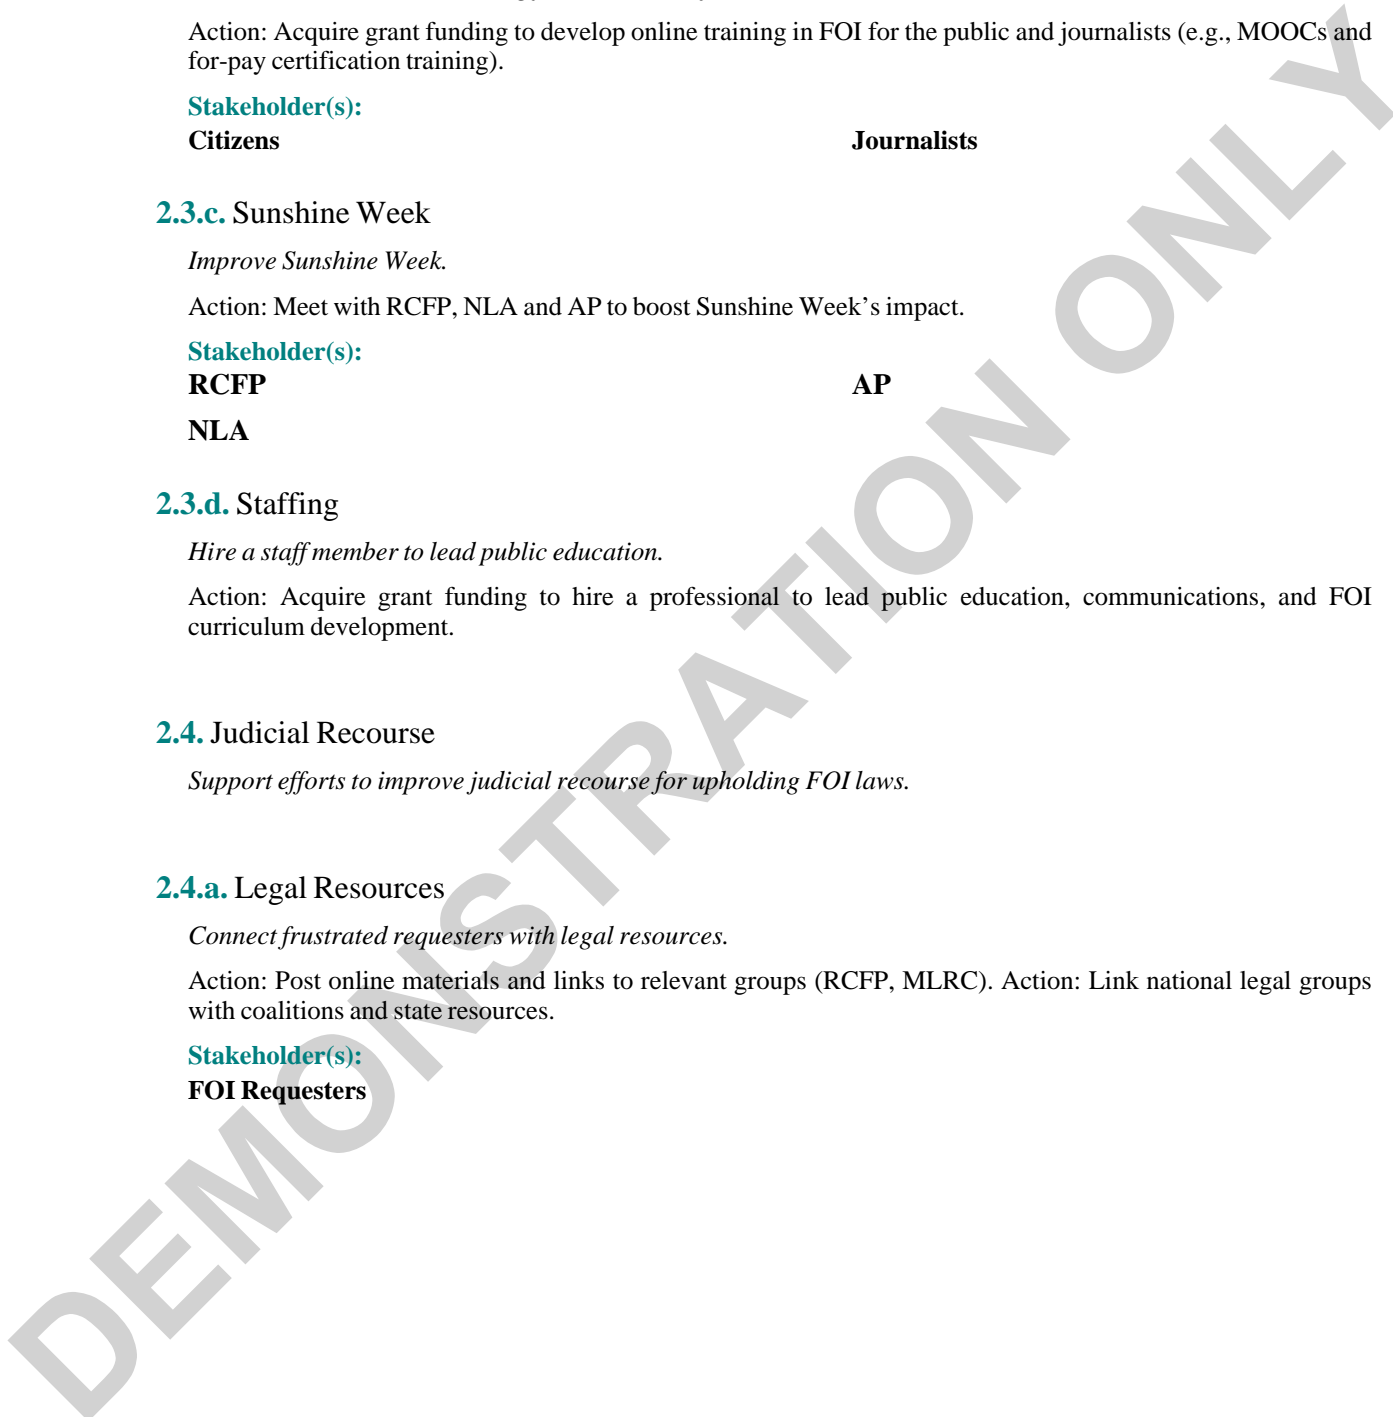 Action: Acquire grant funding to develop online training in FOI for the public and journalists (e.g., MOOCs and
for-pay certification training).
Stakeholder(s):
Citizens Journalists
2.3.c. Sunshine Week
Improve Sunshine Week.
Action: Meet with RCFP, NLA and AP to boost Sunshine Week’s impact.
Stakeholder(s):
RCFP AP
NLA
2.3.d. Staffing
Hire a staff member to lead public education.
Action: Acquire grant funding to hire a professional to lead public education, communications, and FOI
curriculum development.
2.4. Judicial Recourse
Support efforts to improve judicial recourse for upholding FOI laws.
2.4.a. Legal Resources
Connect frustrated requesters with legal resources.
Action: Post online materials and links to relevant groups (RCFP, MLRC). Action: Link national legal groups
with coalitions and state resources.
Stakeholder(s):
FOI Requesters
DEMONSTRATION ONLY